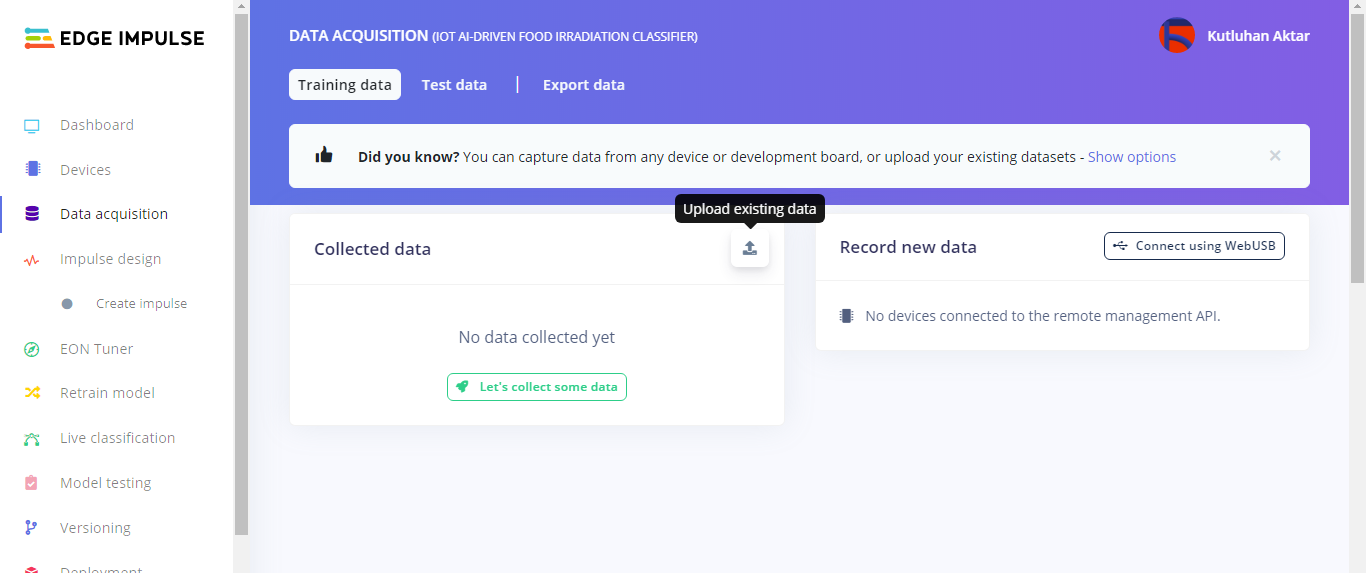 EDGE IMPULSE
Dashboard
Devices
Data acquisition
Impulse design
Create impulse
EON Tuner
Retrain model
Live classification
Model testing
Versioning
Deployment
DATA ACQUISITION (IOT AI-DRIVEN FOOD IRRADIATION CLASSIFIER)
Kutluhan Aktar
Training data Test data | Export data
Did you know? You can capture data from any device or development board, or upload your existing datasets - Show options ×
Upload existing data
Collected data
No data collected yet
Let's collect some data
Record new data
Connect using WebUSB
No devices connected to the remote management API.